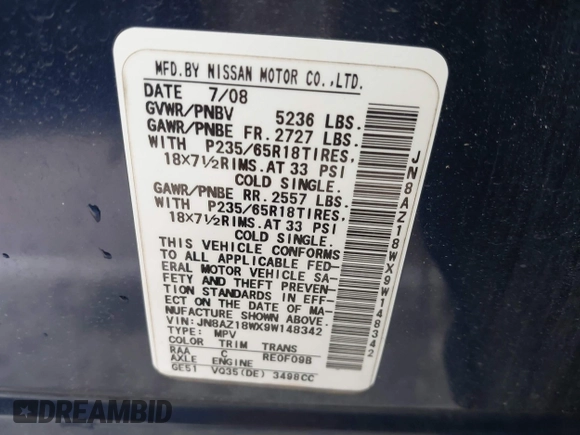 MFD.BY NISSAN MOTOR CO.,LTD.
DATE 7/08
GVWR/PNBV 5236 LBS.
GAWR/PNBE FR. 2727 LBS.
WITH P235/65R18TIRES,
18×7½RIMS.AT 33 PSI
COLD SINGLE.
GAWR/PNBE RR. 2557 LBS.
WITH P235/65R18TIRES,
18×7½RIMS.AT 33 PSI
COLD SINGLE.
THIS VEHICLE CONFORMS
TO ALL APPLICABLE FED-
ERAL MOTOR VEHICLE SA-
FETY AND THEFT PREVEN-
TION STANDARDS IN EFF-
ECT ON THE DATE OF MA-
NUFACTURE SHOWN ABOVE.
VIN: JN8AZ18WX9W148342
TYPE: MPV
COLOR TRIM TRANS
RAA C RE0F09B
AXLE ENGINE
GE51 VQ35(DE) 3498CC
JN8AZ18WX9W148342
DREAMBID